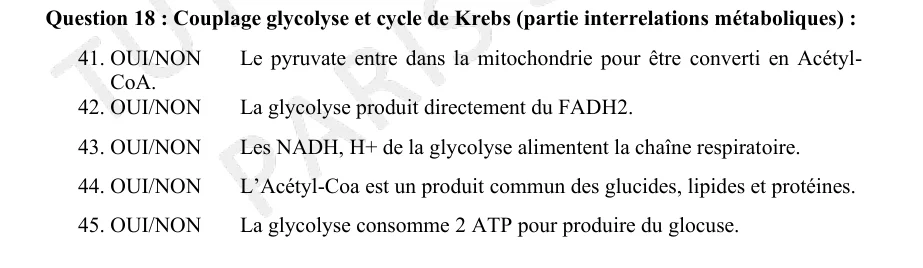 Question 18 : Couplage glycolyse et cycle de Krebs (partie interrelations métaboliques) :
41. OUI/NON Le pyruvate entre dans la mitochondrie pour être converti en Acétyl-
CoA.
42. OUI/NON La glycolyse produit directement du FADH2.
43. OUI/NON Les NADH, H+ de la glycolyse alimentent la chaîne respiratoire.
44. OUI/NON L’Acétyl-Coa est un produit commun des glucides, lipides et protéines.
45. OUI/NON La glycolyse consomme 2 ATP pour produire du glocuse.